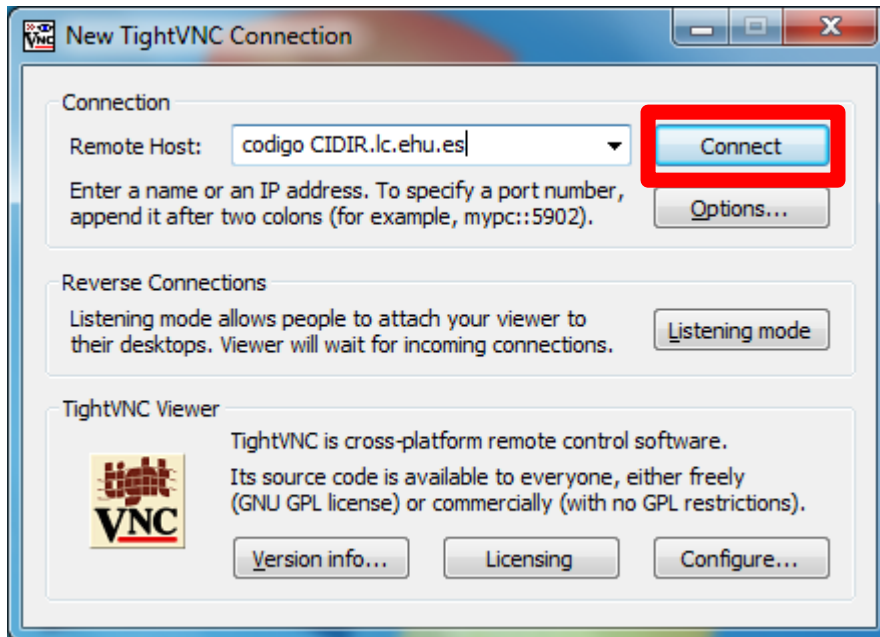 New TightVNC Connection
Connection
Remote Host: codigo CIDIR.lc.ehu.es Connect
Enter a name or an IP address. To specify a port number,
append it after two colons (for example, mypc::5902). Options...
Reverse Connections
Listening mode allows people to attach your viewer to
their desktops. Viewer will wait for incoming connections. Listening mode
TightVNC Viewer
TightVNC is cross-platform remote control software.
Its source code is available to everyone, either freely
(GNU GPL license) or commercially (with no GPL restrictions).
tight
VNC
Version info... Licensing Configure...